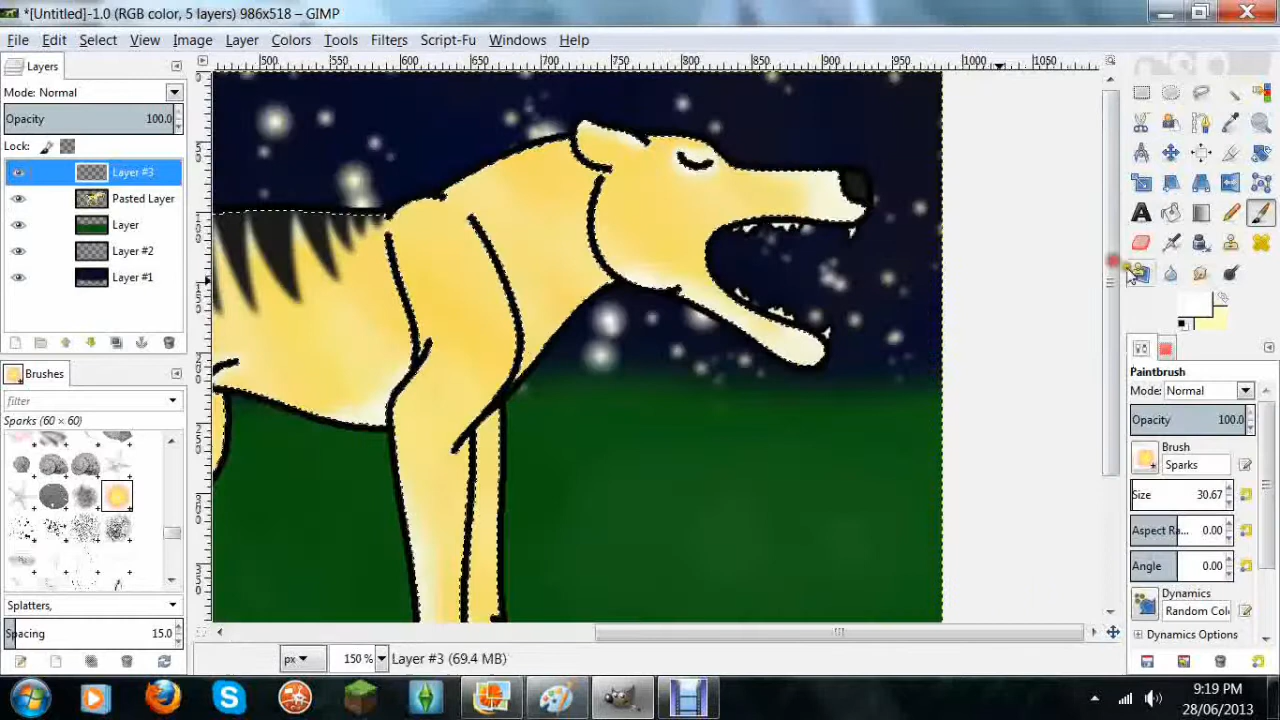 *[Untitled]-1.0 (RGB color, 5 layers) 986x518 – GIMP
File Edit Select View Image Layer Colors Tools Filters Script-Fu Windows Help
Layers
Mode: Normal
Opacity 100.0
Lock:
Layer #3
Pasted Layer
Layer
Layer #2
Layer #1
Brushes
filter
Sparks (60 × 60)
Splatters,
Spacing 15.0
500 600 650 700 750 800 850 900 950 1000 1050
px 150 % Layer #3 (69.4 MB)
Paintbrush
Mode: Normal
Opacity 100.0
Brush
Sparks
Size 30.67
Aspect Ra... 0.00
Angle 0.00
Dynamics
Random Col
Dynamics Options
9:19 PM
28/06/2013